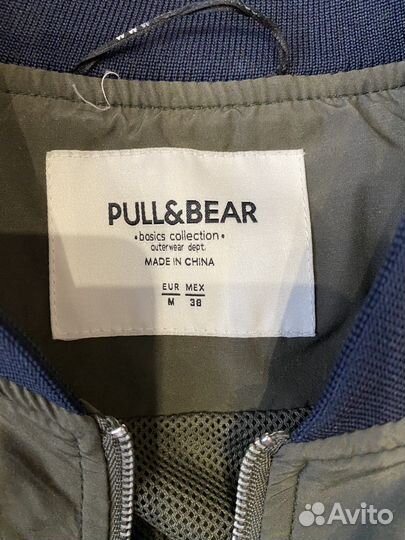 PULL&BEAR
•basics collection•
outerwear dept.
MADE IN CHINA
EUR MEX
M 38
Avito